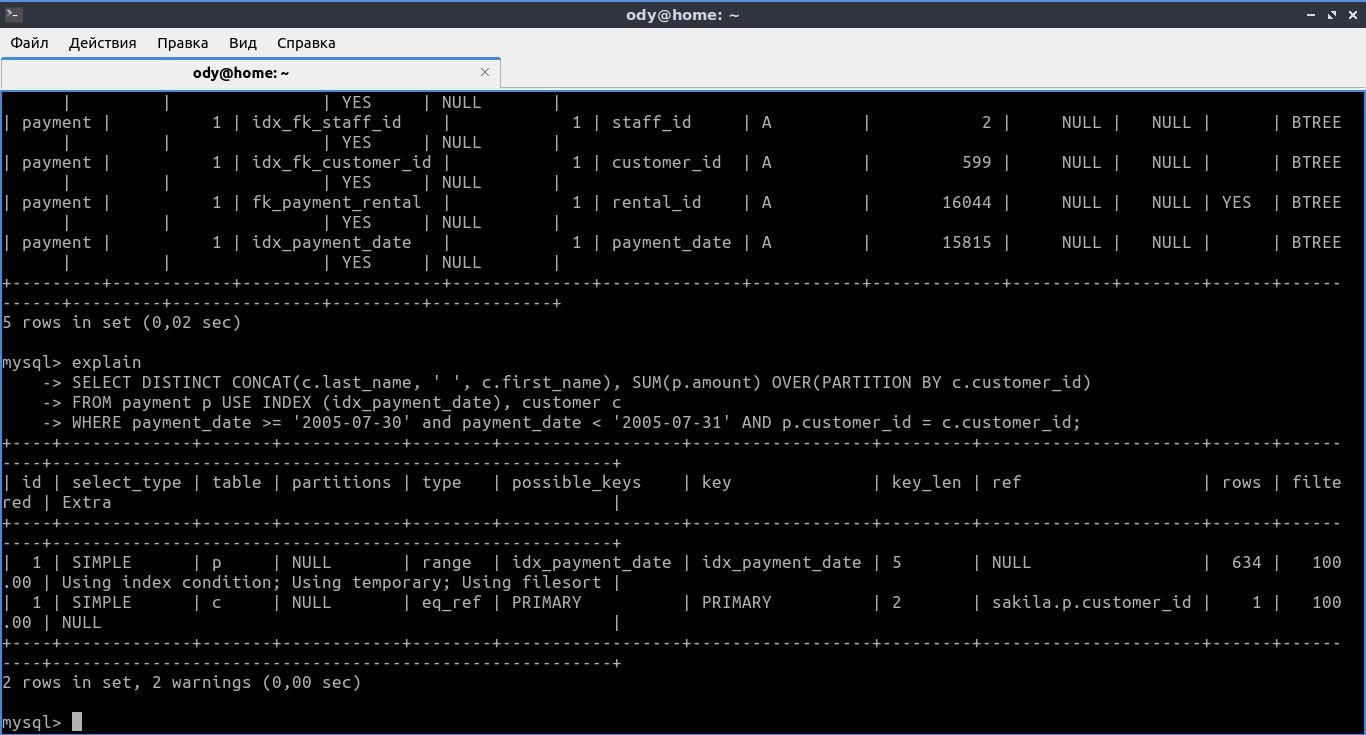 ody@home: ~
Файл Действия Правка Вид Справка
ody@home: ~
      |         |               | YES     | NULL       |
| payment |          1 | idx_fk_staff_id    |            1 | staff_id     | A         |           2 |     NULL |   NULL |      | BTREE
      |         |               | YES     | NULL       |
| payment |          1 | idx_fk_customer_id |            1 | customer_id  | A         |         599 |     NULL |   NULL |      | BTREE
      |         |               | YES     | NULL       |
| payment |          1 | fk_payment_rental  |            1 | rental_id    | A         |       16044 |     NULL |   NULL | YES  | BTREE
      |         |               | YES     | NULL       |
| payment |          1 | idx_payment_date   |            1 | payment_date | A         |       15815 |     NULL |   NULL |      | BTREE
      |         |               | YES     | NULL       |
+---------+------------+--------------------+--------------+--------------+-----------+-------------+----------+--------+------+------
------+---------+---------------+---------+------------+
5 rows in set (0,02 sec)
mysql> explain
    -> SELECT DISTINCT CONCAT(c.last_name, ' ', c.first_name), SUM(p.amount) OVER(PARTITION BY c.customer_id)
    -> FROM payment p USE INDEX (idx_payment_date), customer c
    -> WHERE payment_date >= '2005-07-30' and payment_date < '2005-07-31' AND p.customer_id = c.customer_id;
+----+-------------+-------+------------+--------+------------------+------------------+---------+----------------------+------+------
----+--------------------------------------------------------+
| id | select_type | table | partitions | type   | possible_keys    | key              | key_len | ref                  | rows | filte
red | Extra                                                  |
+----+-------------+-------+------------+--------+------------------+------------------+---------+----------------------+------+------
----+--------------------------------------------------------+
|  1 | SIMPLE      | p     | NULL       | range  | idx_payment_date | idx_payment_date | 5       | NULL                 |  634 |   100
.00 | Using index condition; Using temporary; Using filesort |
|  1 | SIMPLE      | c     | NULL       | eq_ref | PRIMARY          | PRIMARY          | 2       | sakila.p.customer_id |    1 |   100
.00 | NULL                                                   |
+----+-------------+-------+------------+--------+------------------+------------------+---------+----------------------+------+------
----+--------------------------------------------------------+
2 rows in set, 2 warnings (0,00 sec)
mysql>